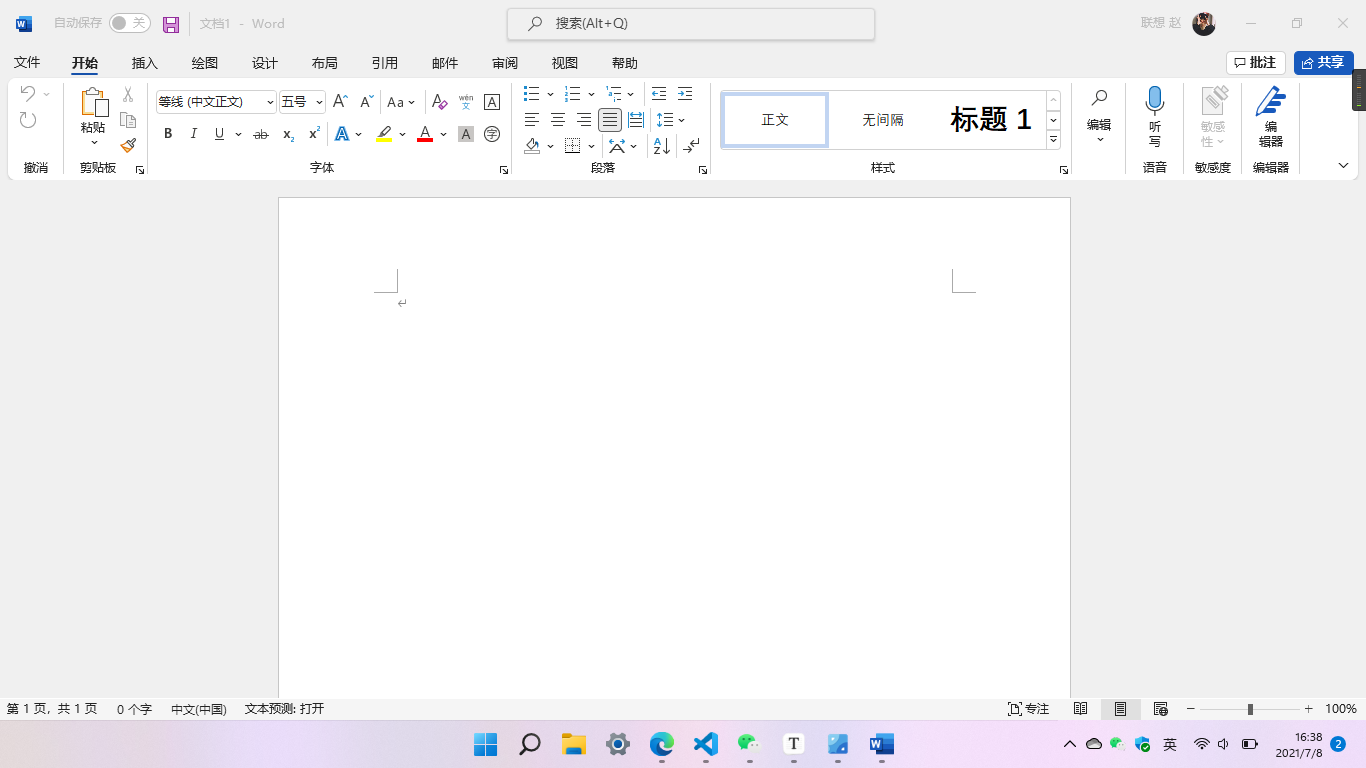 自动保存 关 文档1 - Word 搜索(Alt+Q) 联想 赵
文件 开始 插入 绘图 设计 布局 引用 邮件 审阅 视图 帮助 批注 共享
等线 (中文正文) 五号 A A Aa A wén 文 A
粘贴
B I U ab x₂ x² A A A 字
A Z
正文 无间隔 标题 1
编辑
听
写
敏感
性
编
辑器
撤消 剪贴板 字体 段落 样式 语音 敏感度 编辑器
第 1 页, 共 1 页 0 个字 中文(中国) 文本预测: 打开 专注 100%
T W 英 16:38
2021/7/8 2